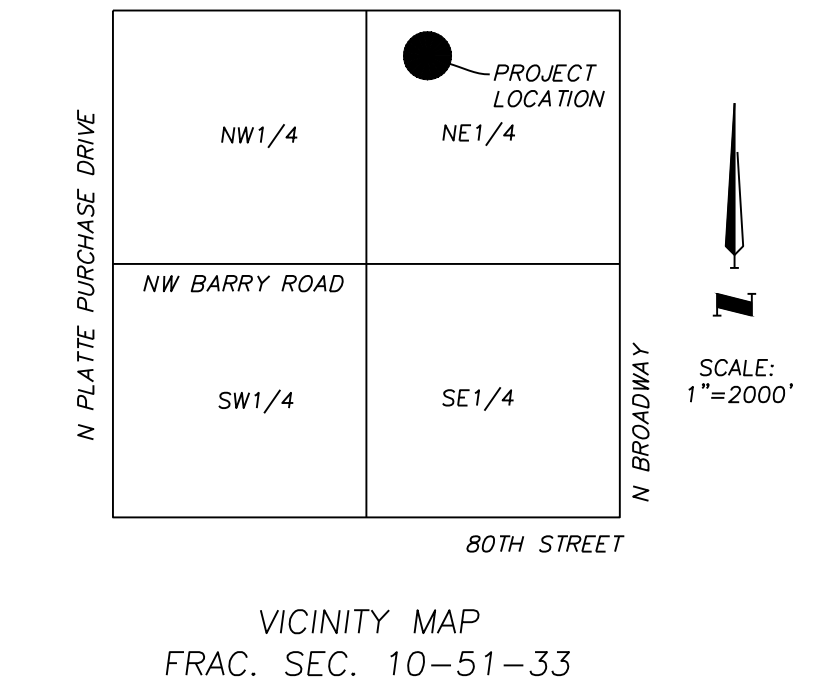 PROJECT
LOCATION
NW1/4
NE1/4
N PLATTE PURCHASE DRIVE
NW BARRY ROAD
N
SCALE:
1"=2000'
SW1/4
SE1/4
N BROADWAY
80TH STREET
VICINITY MAP
FRAC. SEC. 10-51-33